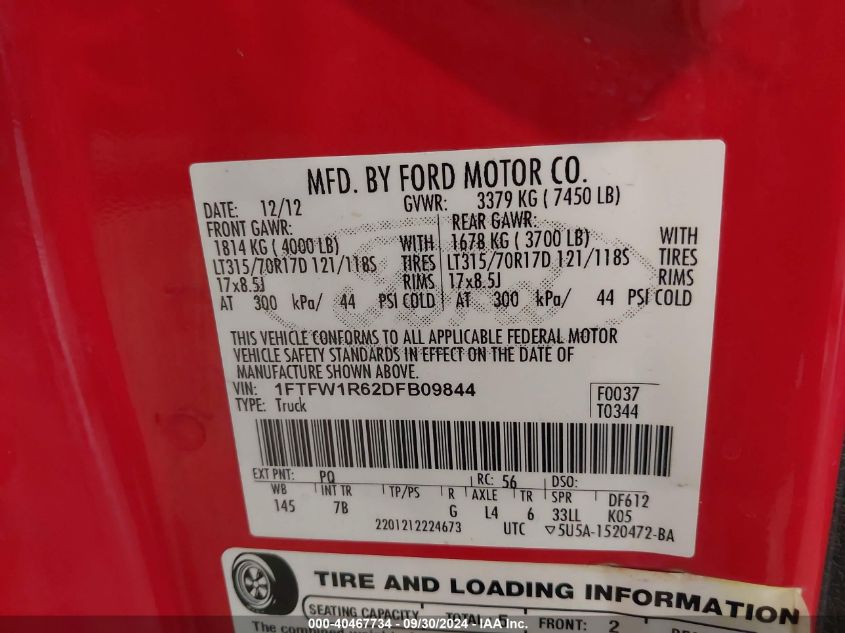 MFD. BY FORD MOTOR CO.
DATE: 12/12 GVWR: 3379 KG ( 7450 LB)
FRONT GAWR: REAR GAWR:
1814 KG ( 4000 LB) WITH 1678 KG ( 3700 LB) WITH
LT315/70R17D 121/118S TIRES LT315/70R17D 121/118S TIRES
17x8.5J RIMS 17x8.5J RIMS
AT 300 kPa/ 44 PSI COLD AT 300 kPa/ 44 PSI COLD
THIS VEHICLE CONFORMS TO ALL APPLICABLE FEDERAL MOTOR
VEHICLE SAFETY STANDARDS IN EFFECT ON THE DATE OF
MANUFACTURE SHOWN ABOVE.
VIN: 1FTFW1R62DFB09844 F0037
TYPE: Truck T0344
EXT PNT: PQ RC: 56 DSO:
WB INT TR TP/PS R AXLE TR SPR DF612
145 7B G L4 6 33LL K05
2201212224673 UTC ▽5U5A-1520472-BA
TIRE AND LOADING INFORMATION
SEATING CAPACITY TOTAL 5 FRONT: 2
The combined
000-40467734 - 09/30/2024 - IAA Inc.